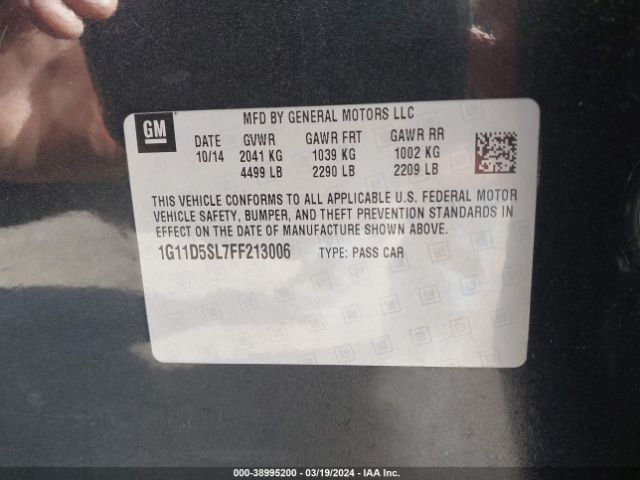 GM
MFD BY GENERAL MOTORS LLC
DATE GVWR GAWR FRT GAWR RR
10/14 2041 KG 1039 KG 1002 KG
4499 LB 2290 LB 2209 LB
THIS VEHICLE CONFORMS TO ALL APPLICABLE U.S. FEDERAL MOTOR
VEHICLE SAFETY, BUMPER, AND THEFT PREVENTION STANDARDS IN
EFFECT ON THE DATE OF MANUFACTURE SHOWN ABOVE.
1G11D5SL7FF213006 TYPE: PASS CAR
000-38995200 - 03/19/2024 - IAA Inc.